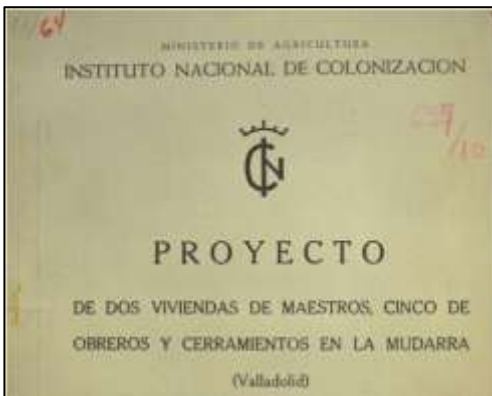 64
MINISTERIO DE AGRICULTURA
INSTITUTO NACIONAL DE COLONIZACION
PROYECTO
DE DOS VIVIENDAS DE MAESTROS, CINCO DE
OBREROS Y CERRAMIENTOS EN LA MUDARRA
(Valladolid)